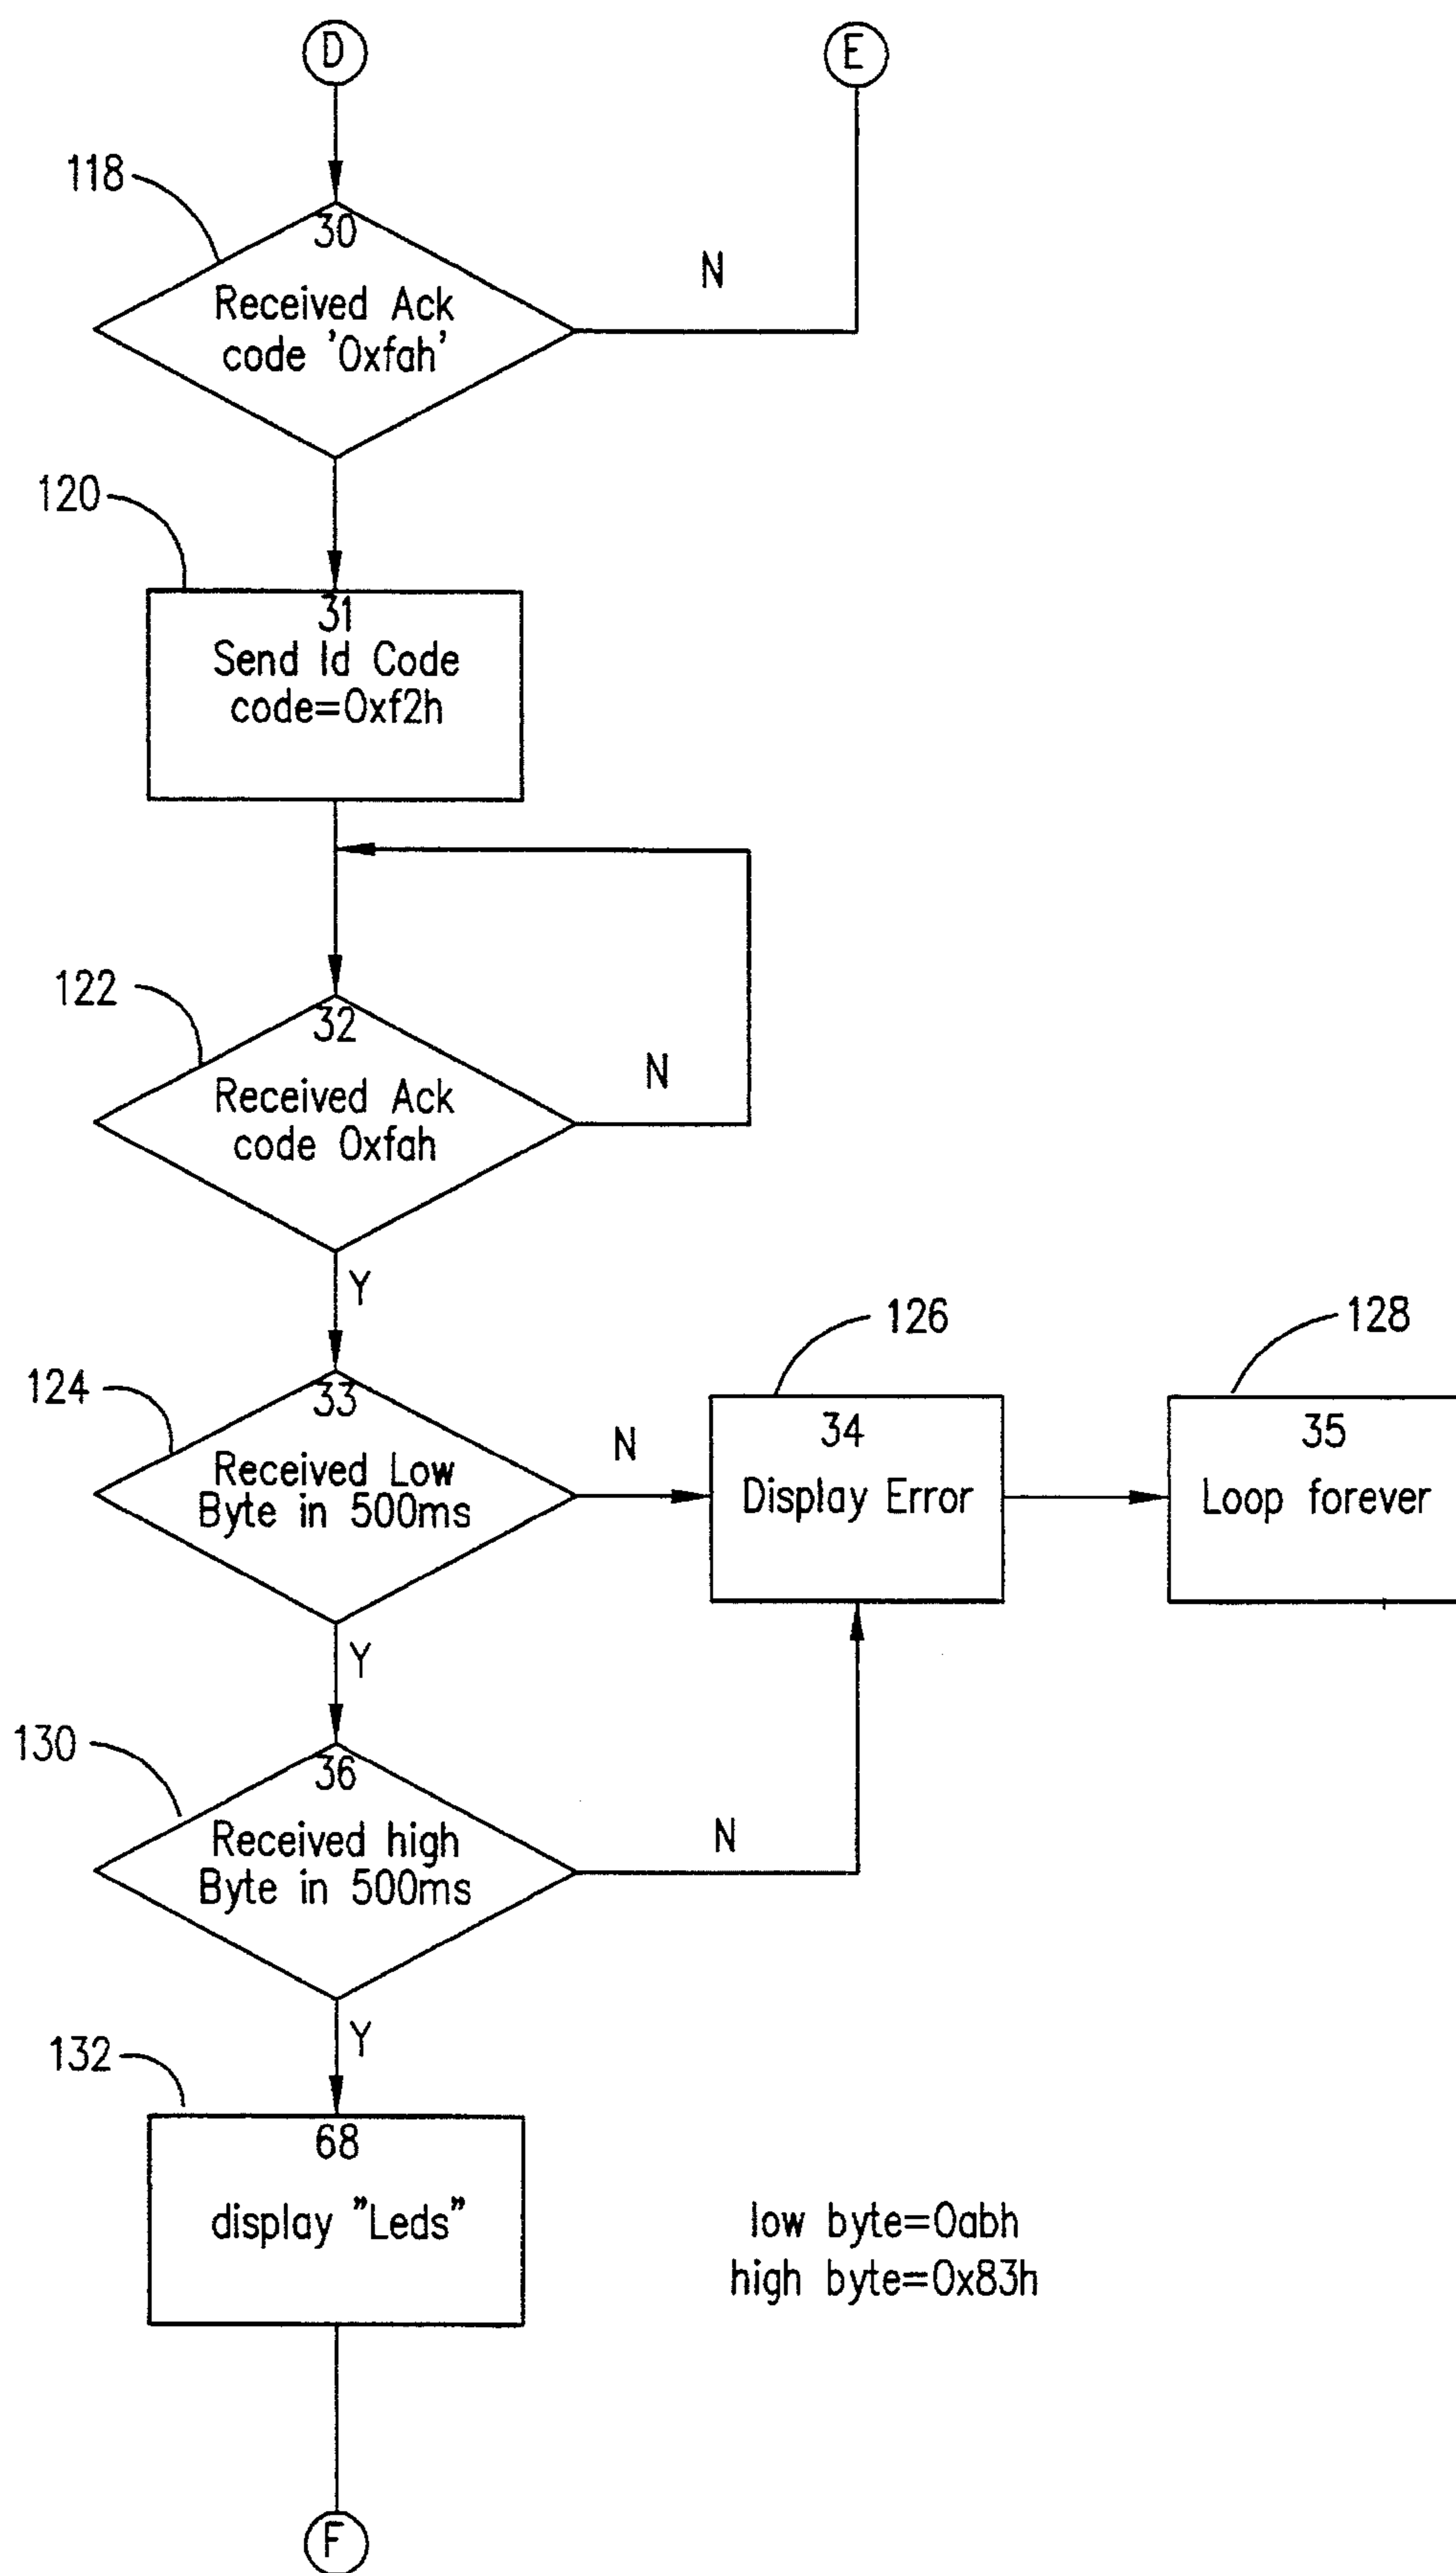 D
E
118
30
N
Received Ack
code '0xfah'
120
31
Send Id Code
code=0xf2h
122
32
N
Received Ack
code 0xfah
Y
126
128
124
33
N
34
35
Received Low
Byte in 500ms
Display Error
Loop forever
Y
130
36
N
Received high
Byte in 500ms
Y
132
68
display "Leds"
low byte=0abh
high byte=0x83h
F